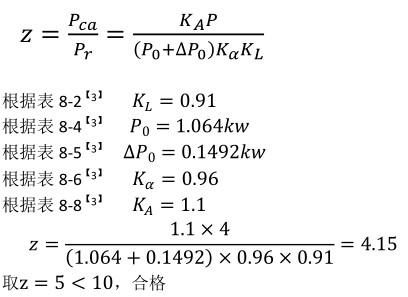 z = P_ca / P_r = K_A P / (P_0+ΔP_0)K_α K_L
根据表 8-2【3】 K_L = 0.91
根据表 8-4【3】 P_0 = 1.064kw
根据表 8-5【3】 ΔP_0 = 0.1492kw
根据表 8-6【3】 K_α = 0.96
根据表 8-8【3】 K_A = 1.1
z = 1.1 × 4 / (1.064 + 0.1492) × 0.96 × 0.91 = 4.15
取z = 5 < 10，合格